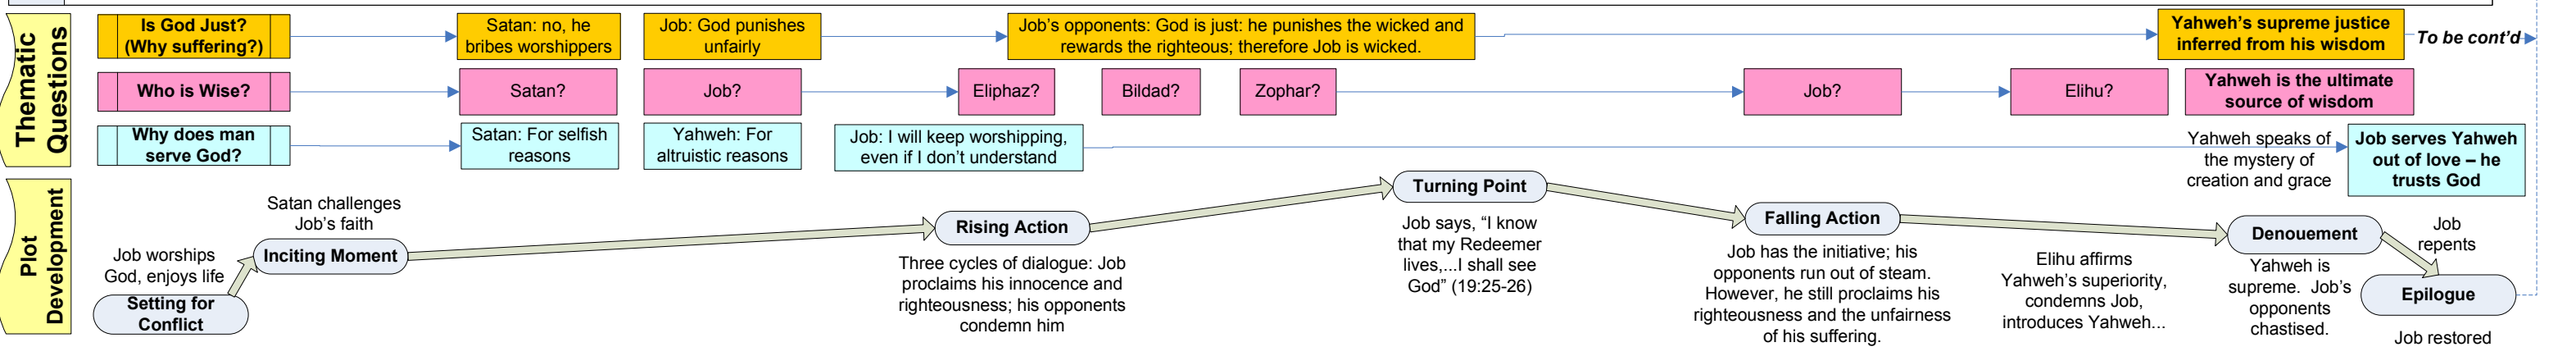 Thematic
Questions
Is God Just?
(Why suffering?)
Satan: no, he
bribes worshippers
Job: God punishes
unfairly
Job’s opponents: God is just: he punishes the wicked and
rewards the righteous; therefore Job is wicked.
Yahweh’s supreme justice
inferred from his wisdom
To be cont’d
Who is Wise?
Satan?
Job?
Eliphaz?
Bildad?
Zophar?
Job?
Elihu?
Yahweh is the ultimate
source of wisdom
Why does man
serve God?
Satan: For selfish
reasons
Yahweh: For
altruistic reasons
Job: I will keep worshipping,
even if I don’t understand
Yahweh speaks of
the mystery of
creation and grace
Job serves Yahweh
out of love – he
trusts God
Plot
Development
Job worships
God, enjoys life
Setting for
Conflict
Satan challenges
Job’s faith
Inciting Moment
Rising Action
Three cycles of dialogue: Job
proclaims his innocence and
righteousness; his opponents
condemn him
Turning Point
Job says, “I know
that my Redeemer
lives,...I shall see
God” (19:25-26)
Falling Action
Job has the initiative; his
opponents run out of steam.
However, he still proclaims his
righteousness and the unfairness
of his suffering.
Elihu affirms
Yahweh’s superiority,
condemns Job,
introduces Yahweh...
Denouement
Yahweh is
supreme.  Job’s
opponents
chastised.
Job
repents
Epilogue
Job restored